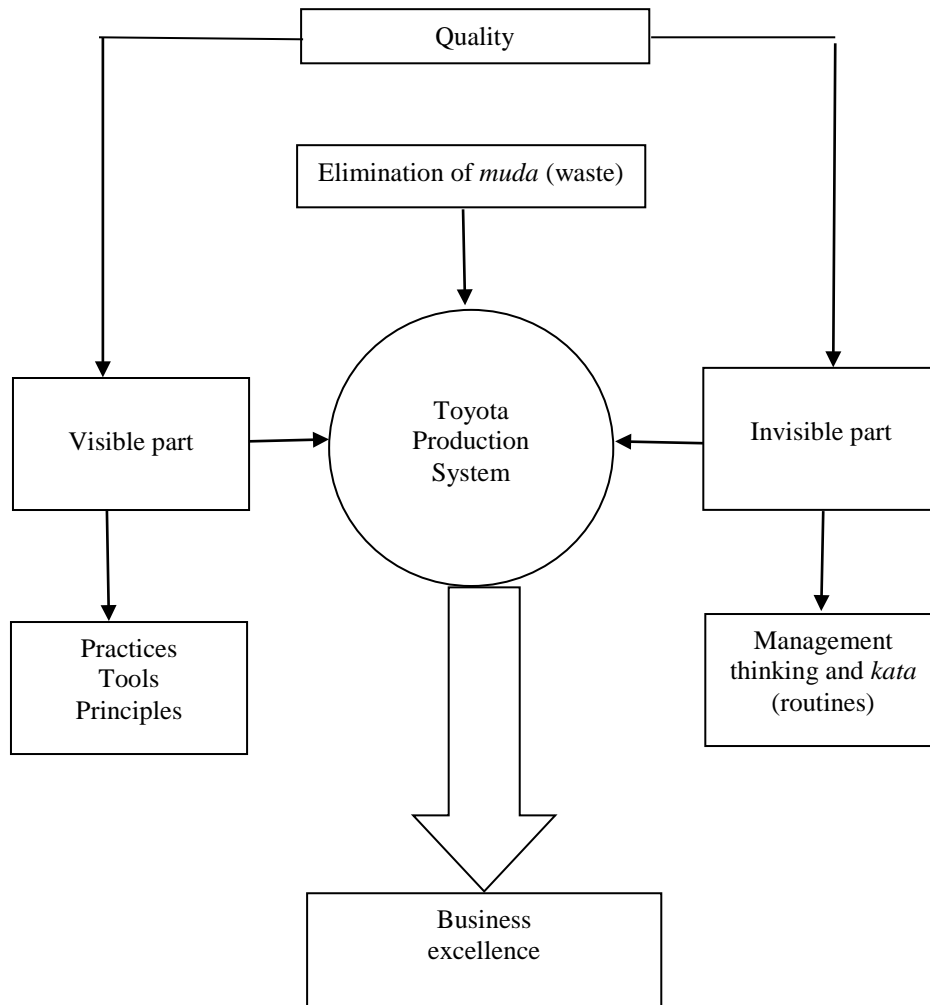 Quality
Elimination of muda (waste)
Visible part
Toyota
Production
System
Invisible part
Practices
Tools
Principles
Management
thinking and kata
(routines)
Business
excellence